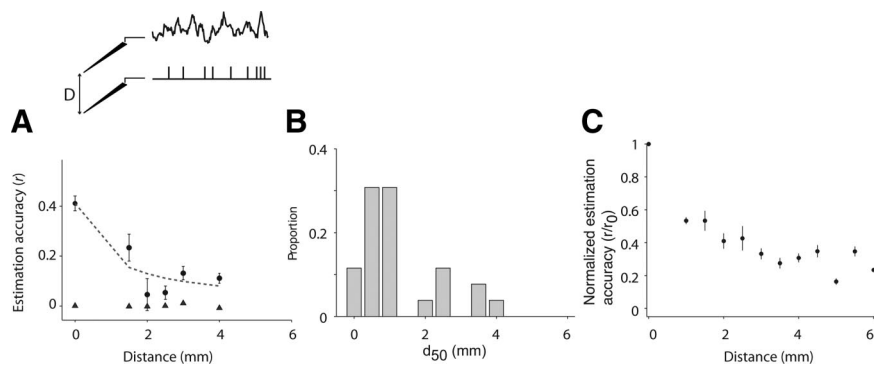 D
A
B
C
Estimation accuracy (r)
0.4
0.2
0
0
2
4
6
Distance (mm)
Proportion
0.4
0.2
0
0
2
4
6
d50 (mm)
Normalized estimation
accuracy (r/r0)
1
0.8
0.6
0.4
0.2
0
0
2
4
6
Distance (mm)